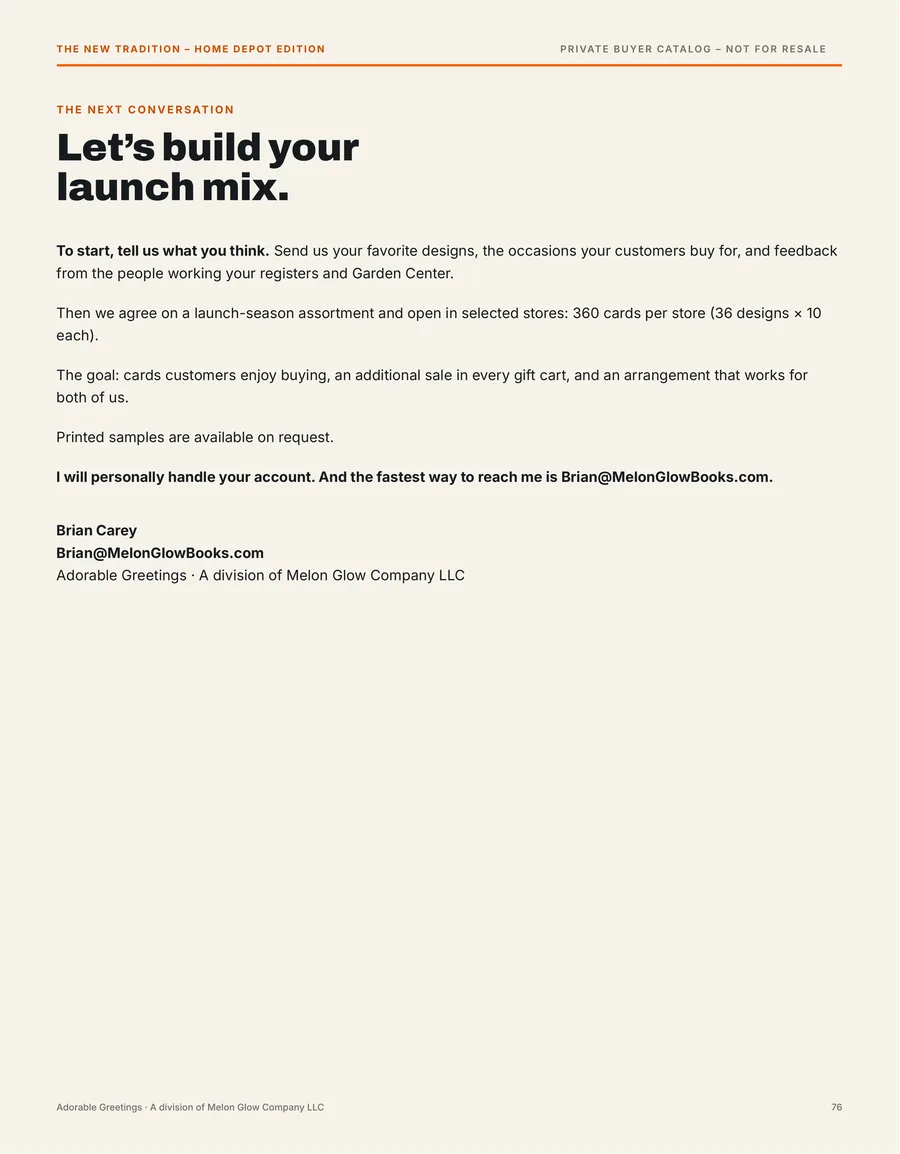 THE NEW TRADITION – HOME DEPOT EDITION
PRIVATE BUYER CATALOG – NOT FOR RESALE
THE NEXT CONVERSATION
Let’s build your
launch mix.
To start, tell us what you think. Send us your favorite designs, the occasions your customers buy for, and feedback
from the people working your registers and Garden Center.
Then we agree on a launch-season assortment and open in selected stores: 360 cards per store (36 designs × 10
each).
The goal: cards customers enjoy buying, an additional sale in every gift cart, and an arrangement that works for
both of us.
Printed samples are available on request.
I will personally handle your account. And the fastest way to reach me is Brian@MelonGlowBooks.com.
Brian Carey
Brian@MelonGlowBooks.com
Adorable Greetings · A division of Melon Glow Company LLC
Adorable Greetings · A division of Melon Glow Company LLC
76